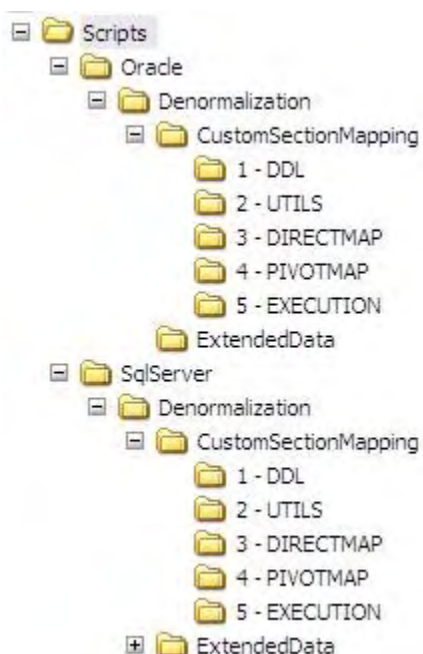 Scripts
Oracle
Denormalization
CustomSectionMapping
1 - DDL
2 - UTILS
3 - DIRECTMAP
4 - PIVOTMAP
5 - EXECUTION
ExtendedData
SqlServer
Denormalization
CustomSectionMapping
1 - DDL
2 - UTILS
3 - DIRECTMAP
4 - PIVOTMAP
5 - EXECUTION
ExtendedData